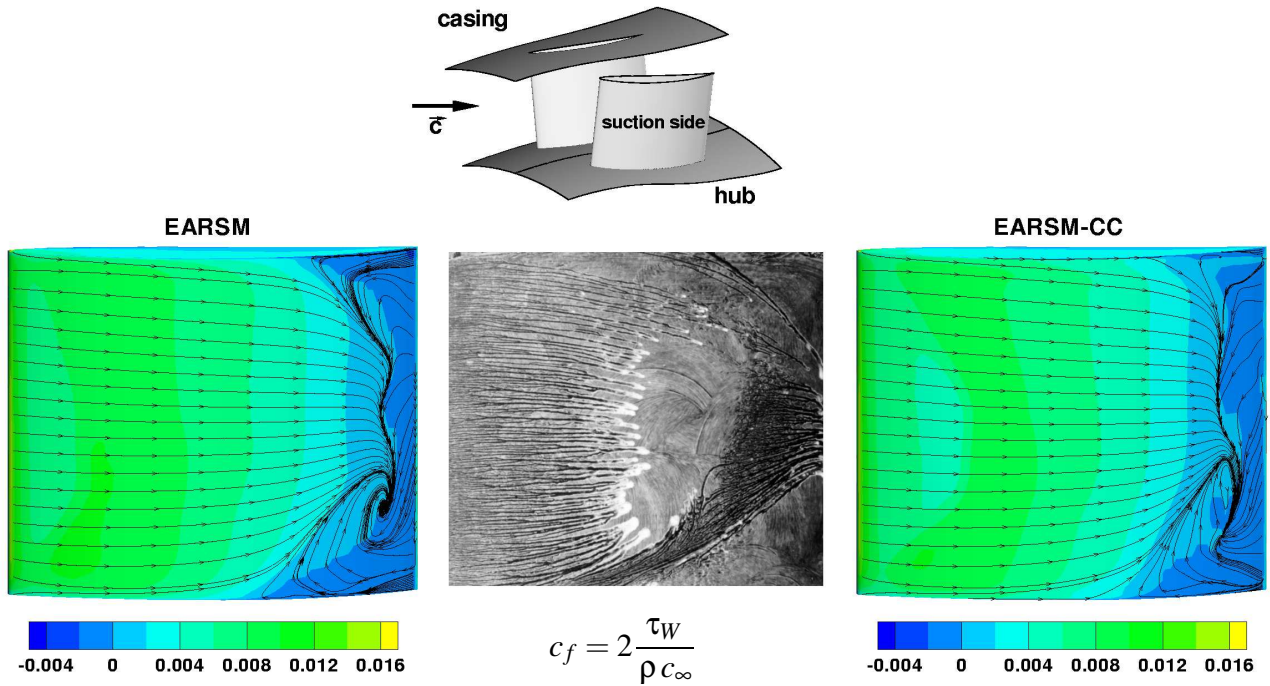 casing
c
suction side
hub
EARSM
EARSM-CC
-0.004 0 0.004 0.008 0.012 0.016
c_f = 2 τ_W / ρ c_∞
-0.004 0 0.004 0.008 0.012 0.016